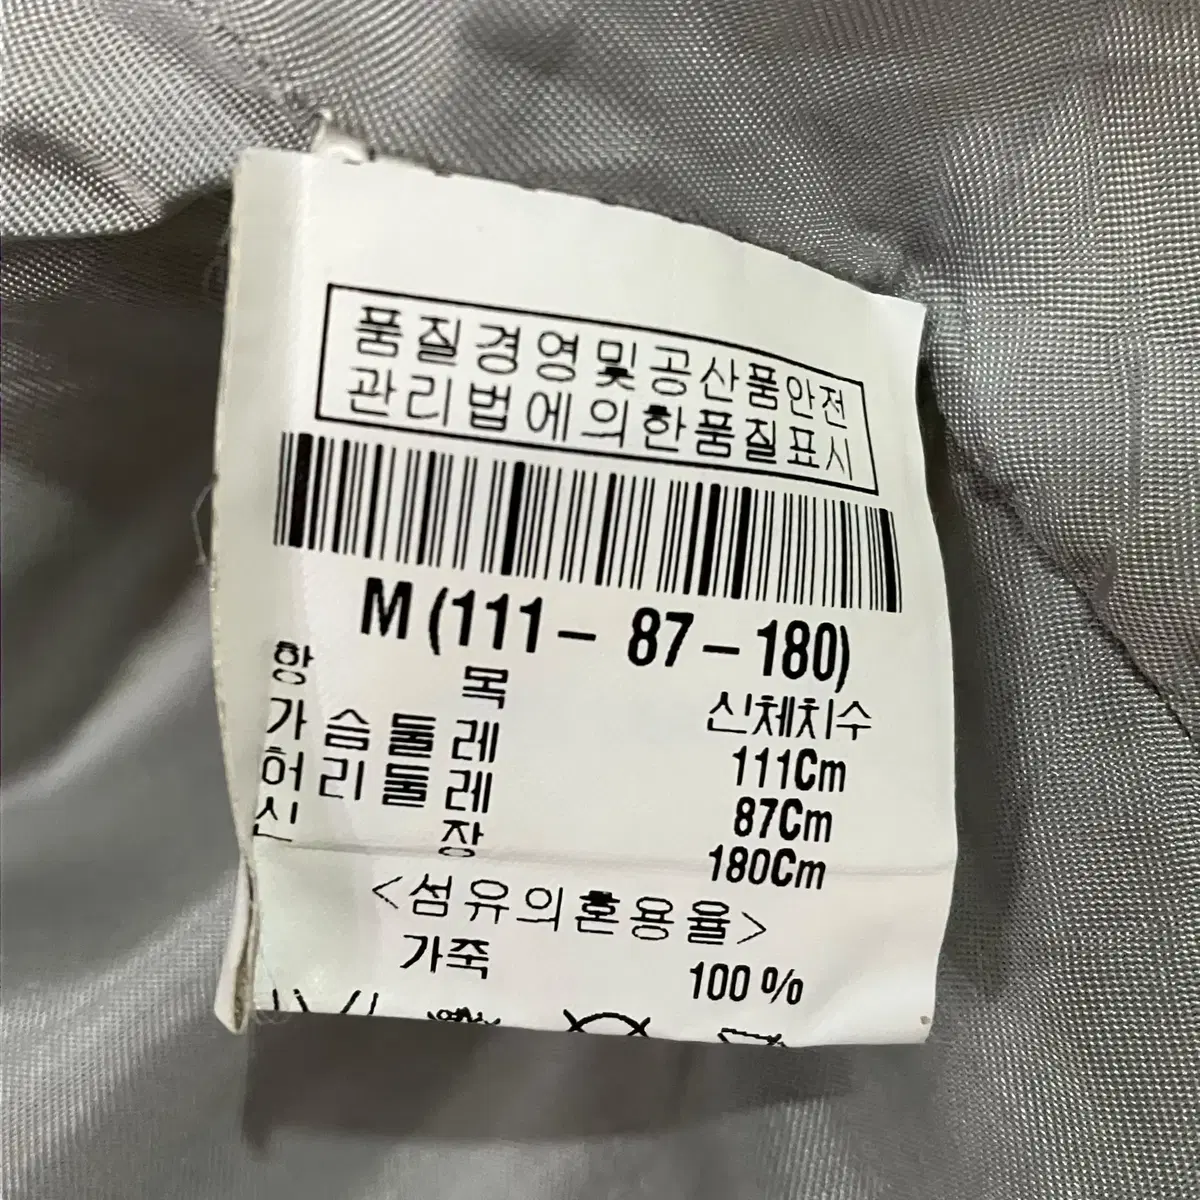 품질경영및공산품안전
관리법에의한품질표시
M (111 - 87 - 180)
항 목 신체치수
가슴둘레 111Cm
허리둘레 87Cm
신 장 180Cm
<섬유의혼용율>
가죽 100 %